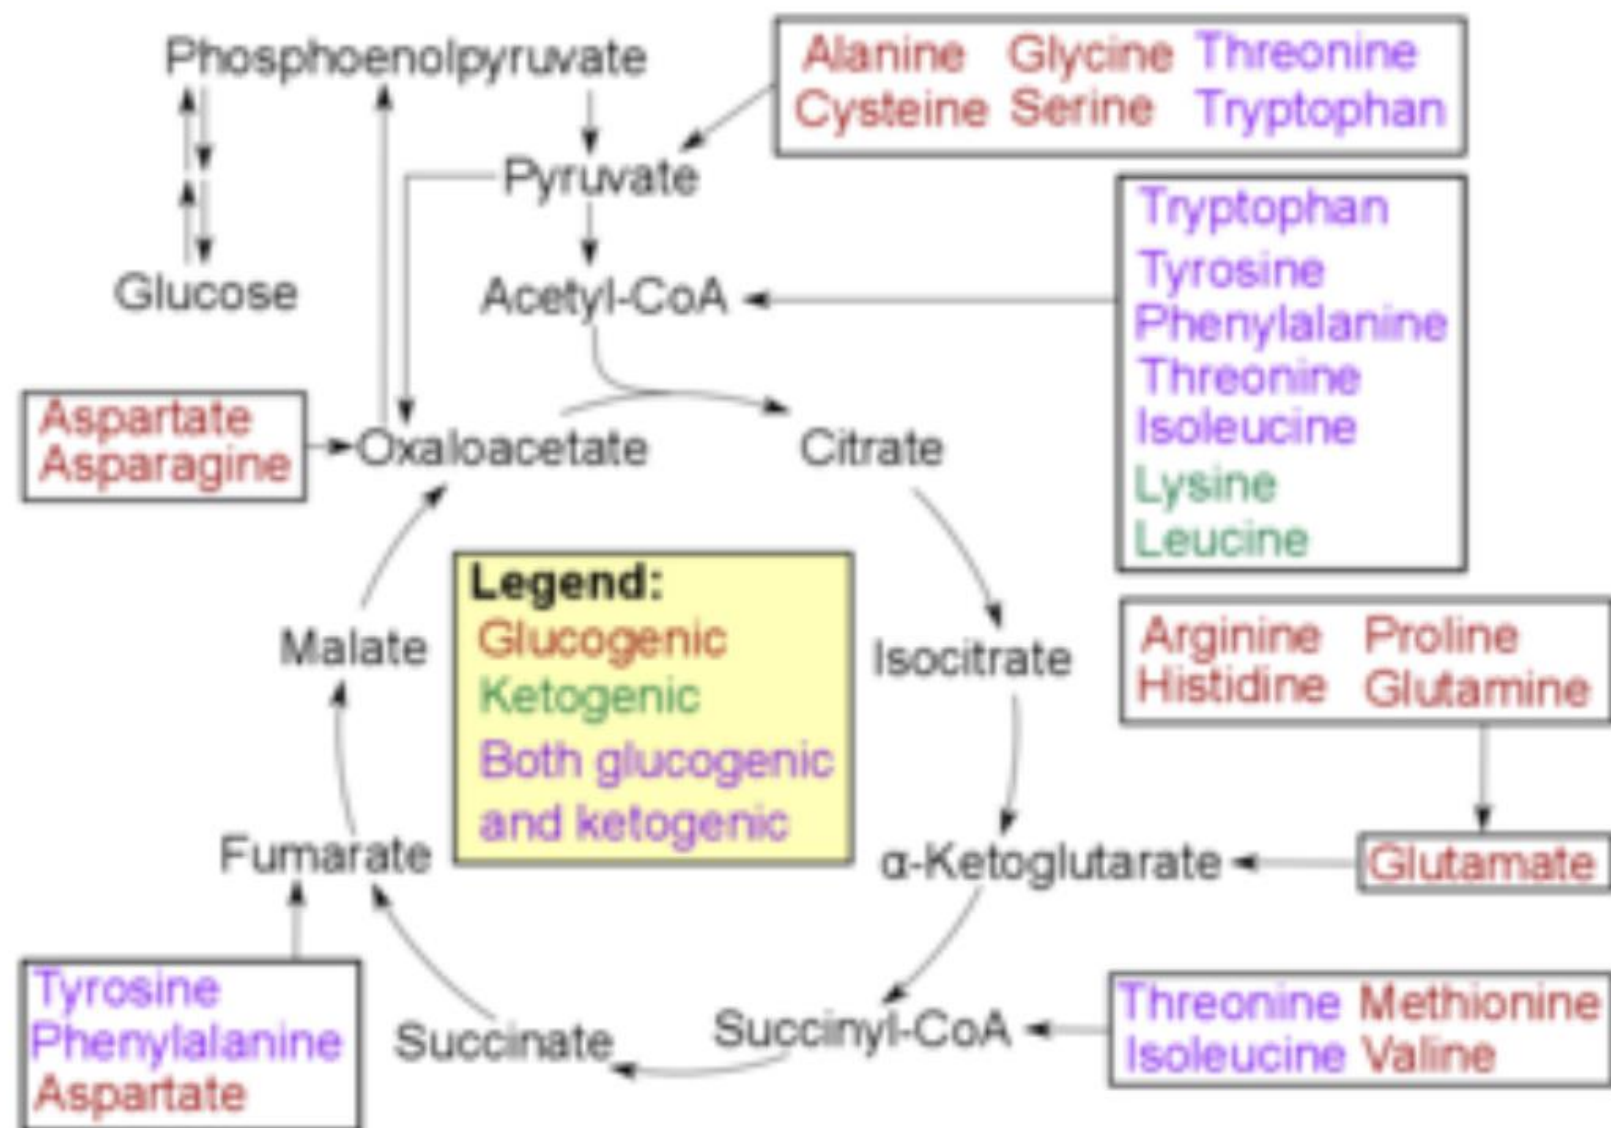 Phosphoenolpyruvate
Alanine Glycine Threonine
Cysteine Serine Tryptophan
Pyruvate
Tryptophan
Tyrosine
Phenylalanine
Threonine
Isoleucine
Lysine
Leucine
Glucose
Acetyl-CoA
Aspartate
Asparagine
Oxaloacetate
Citrate
Legend:
Glucogenic
Ketogenic
Both glucogenic
and ketogenic
Malate
Isocitrate
Arginine Proline
Histidine Glutamine
Fumarate
α-Ketoglutarate
Glutamate
Tyrosine
Phenylalanine
Aspartate
Succinate
Succinyl-CoA
Threonine Methionine
Isoleucine Valine